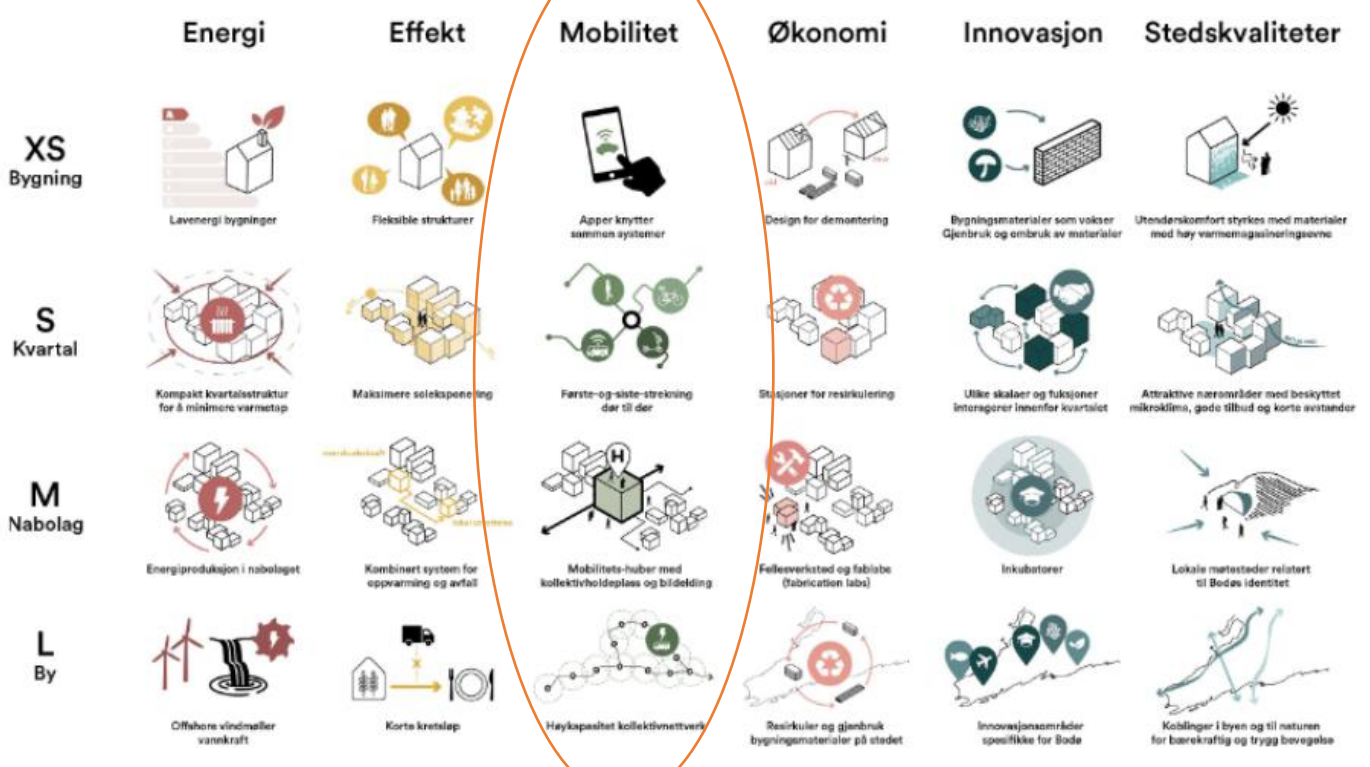 Energi
Effekt
Mobilitet
Økonomi
Innovasjon
Stedskvaliteter
XS
Bygning
Lavenergi bygninger
Fleksible strukturer
Apper knytter
sammen systemer
Design for demontering
Bygningsmaterialer som vokser
Gjenbruk og ombruk av materialer
Utendørskomfort styrkes med materialer
med høy varmemagasineringsevne
S
Kvartal
Kompakt kvartalsstruktur
for å minimere varmetap
Maksimere soleksponering
Første-og-siste-strekning
dør til dør
Stasjoner for resirkulering
Ulike skalaer og fuksjoner
interagerer innenfor kvartalet
Attraktive nærområder med beskyttet
mikroklima, gode tilbud og korte avstander
M
Nabolag
H
Energiproduksjon i nabolaget
Kombinert system for
oppvarming og avfall
Mobilitets-huber med
kollektivholdeplass og bildelding
Fellesverksted og fablabs
(fabrication labs)
Inkubatorer
Lokale møtesteder relatert
til Bodøs identitet
L
By
Offshore vindmøller
vannkraft
Korte kretsløp
Høykapasitet kollektivnettverk
Resirkuler og gjenbruk
bygningsmaterialer på stedet
Innovasjonsområder
spesifikke for Bodø
Koblinger i byen og til naturen
for bærekraftig og trygg bevegelse